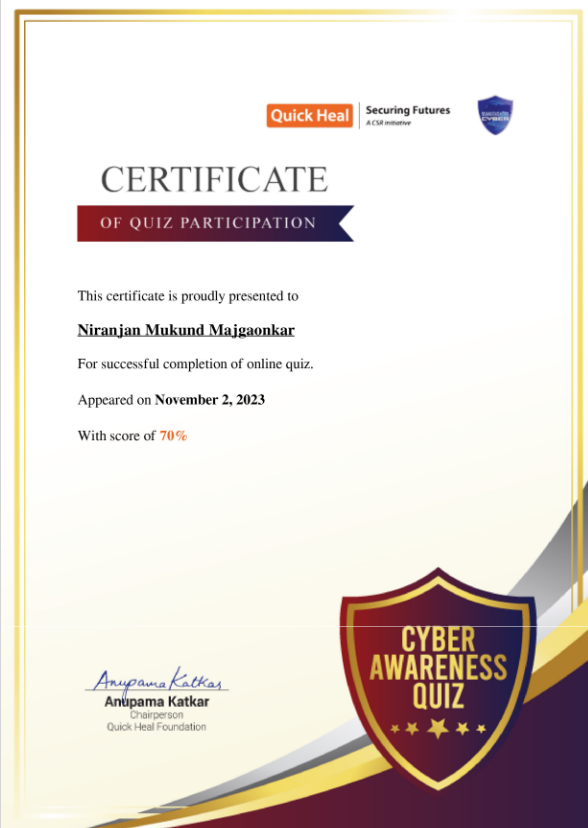 Quick Heal
Securing Futures
A CSR initiative
CYBER
CERTIFICATE
OF QUIZ PARTICIPATION
This certificate is proudly presented to
Niranjan Mukund Majgaonkar
For successful completion of online quiz.
Appeared on November 2, 2023
With score of 70%
CYBER
AWARENESS
QUIZ
Anupama Katkar
Anupama Katkar
Chairperson
Quick Heal Foundation